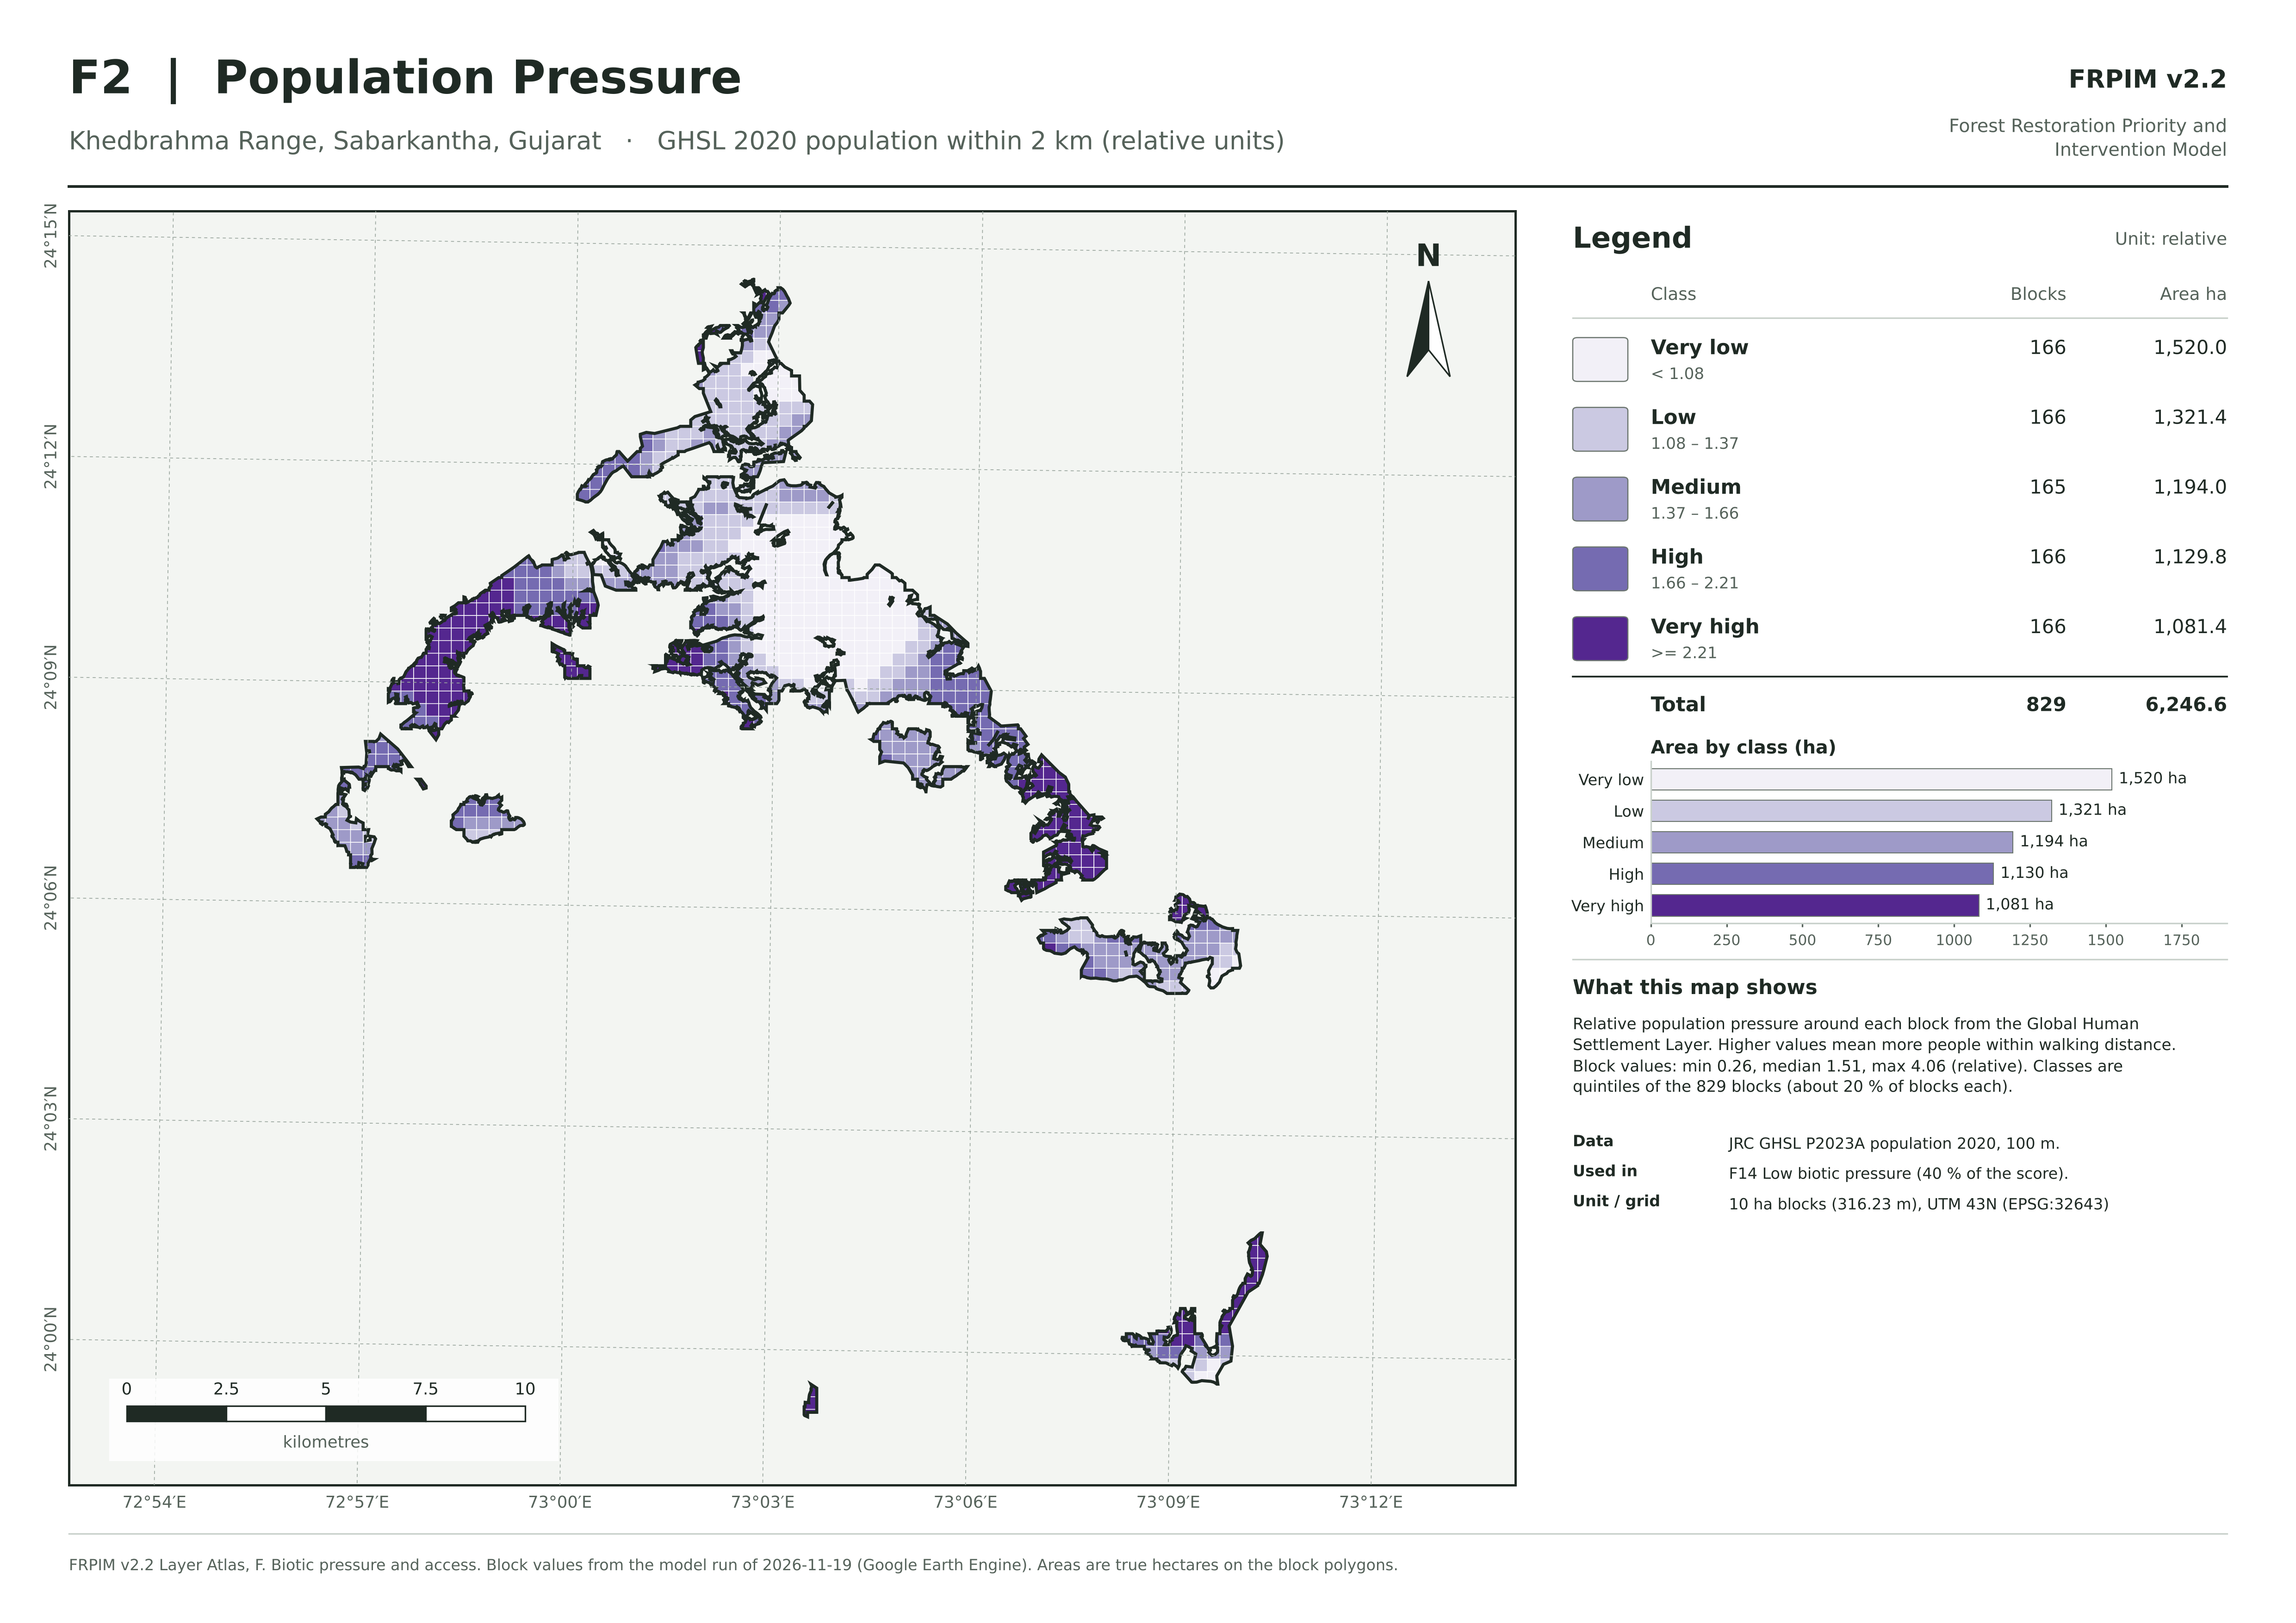 F2 | Population Pressure
FRPIM v2.2
Khedbrahma Range, Sabarkantha, Gujarat · GHSL 2020 population within 2 km (relative units)
Forest Restoration Priority and
Intervention Model
24°15′N
24°12′N
24°09′N
24°06′N
24°03′N
24°00′N
N
0 2.5 5 7.5 10
kilometres
72°54′E 72°57′E 73°00′E 73°03′E 73°06′E 73°09′E 73°12′E
Legend Unit: relative
Class Blocks Area ha
Very low 166 1,520.0
< 1.08
Low 166 1,321.4
1.08 – 1.37
Medium 165 1,194.0
1.37 – 1.66
High 166 1,129.8
1.66 – 2.21
Very high 166 1,081.4
>= 2.21
Total 829 6,246.6
Area by class (ha)
Very low 1,520 ha
Low 1,321 ha
Medium 1,194 ha
High 1,130 ha
Very high 1,081 ha
0 250 500 750 1000 1250 1500 1750
What this map shows
Relative population pressure around each block from the Global Human
Settlement Layer. Higher values mean more people within walking distance.
Block values: min 0.26, median 1.51, max 4.06 (relative). Classes are
quintiles of the 829 blocks (about 20 % of blocks each).
Data JRC GHSL P2023A population 2020, 100 m.
Used in F14 Low biotic pressure (40 % of the score).
Unit / grid 10 ha blocks (316.23 m), UTM 43N (EPSG:32643)
FRPIM v2.2 Layer Atlas, F. Biotic pressure and access. Block values from the model run of 2026-11-19 (Google Earth Engine). Areas are true hectares on the block polygons.